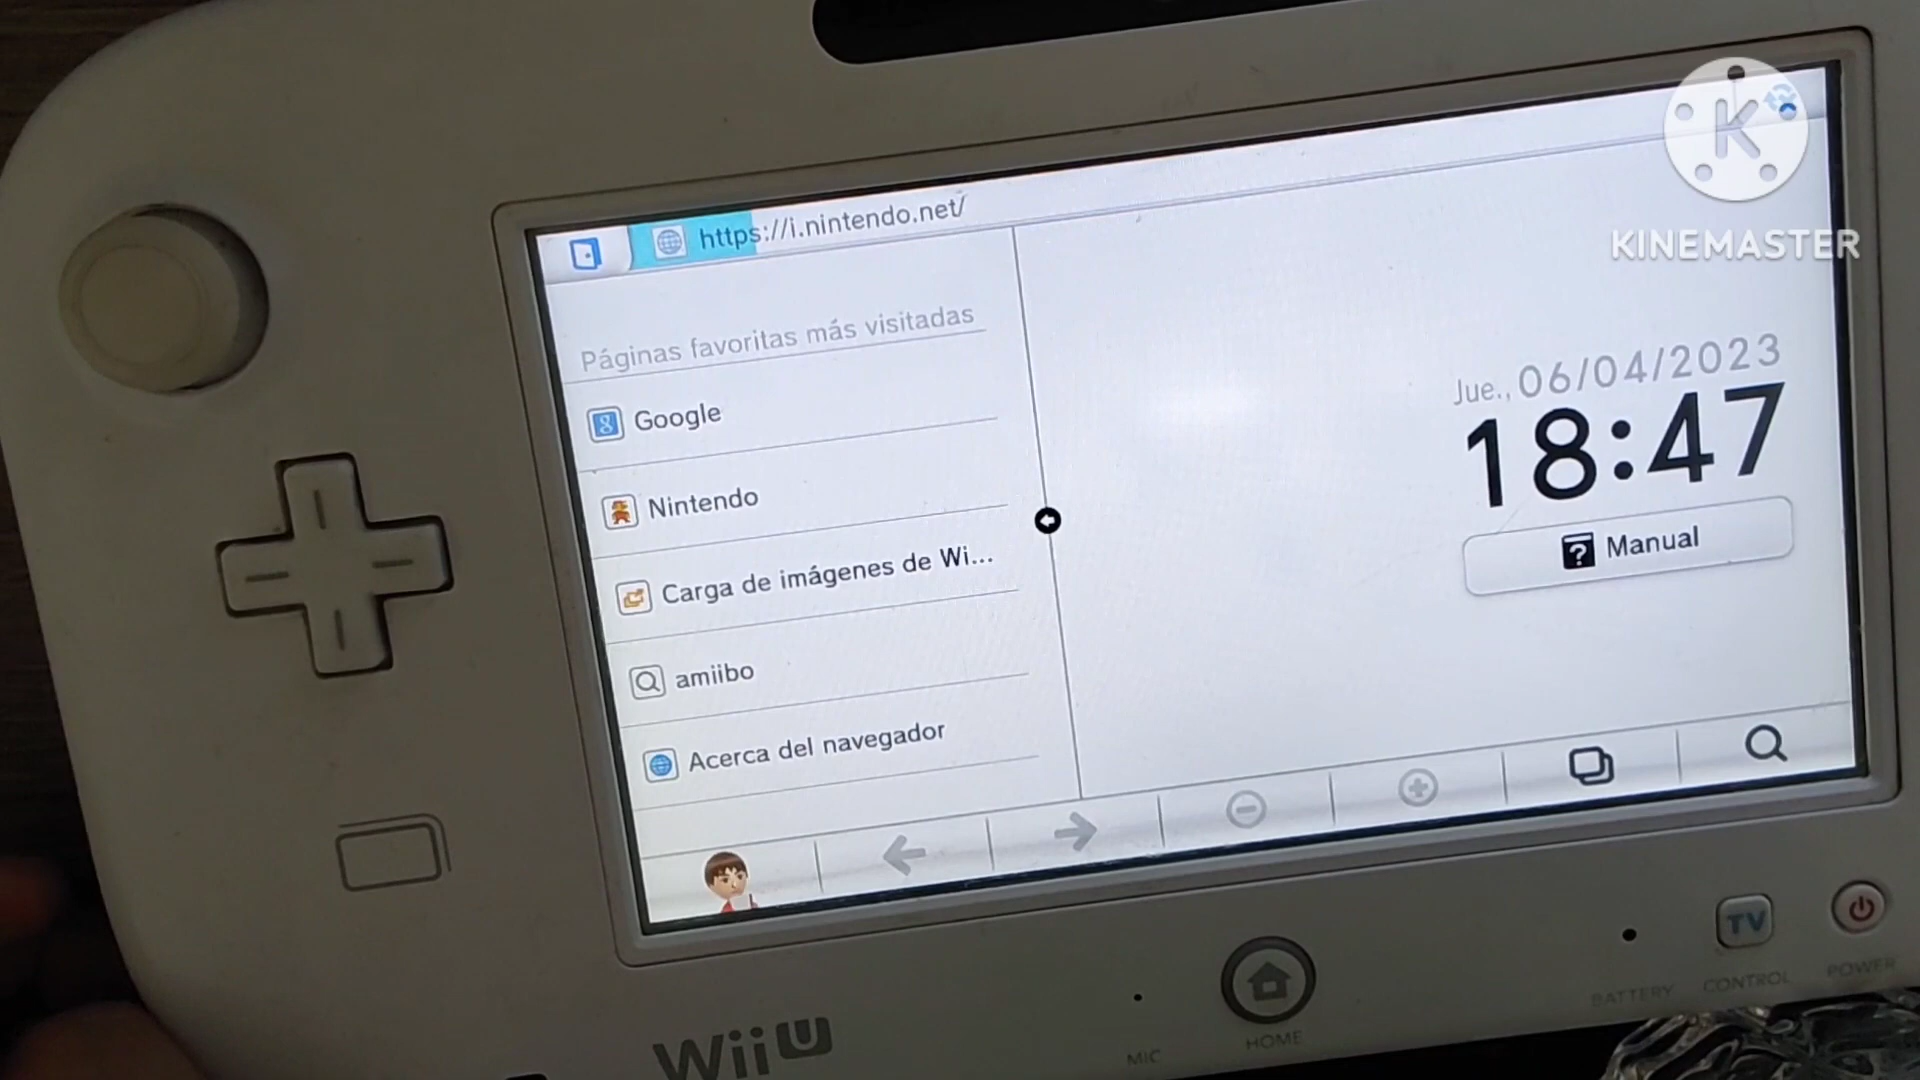 https://i.nintendo.net/
Páginas favoritas más visitadas
Google
Nintendo
Carga de imágenes de Wi...
amiibo
Acerca del navegador
Jue., 06/04/2023
18:47
Manual
K
KINEMASTER
TV
BATTERY
CONTROL
POWER
HOME
MIC
Wii U